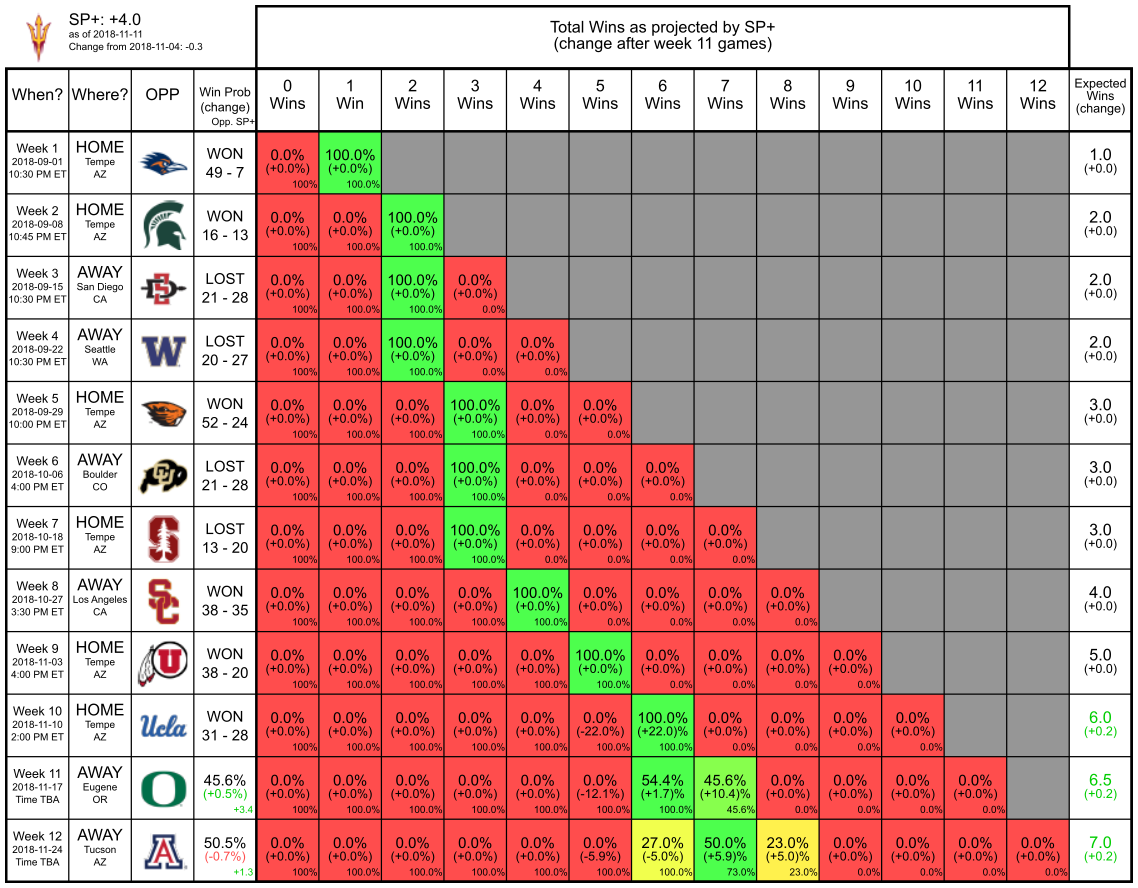 SP+: +4.0
as of 2018-11-11
Change from 2018-11-04: -0.3
Total Wins as projected by SP+
(change after week 11 games)
When? Where? OPP Win Prob (change) Opp. SP+ 0 Wins 1 Win 2 Wins 3 Wins 4 Wins 5 Wins 6 Wins 7 Wins 8 Wins 9 Wins 10 Wins 11 Wins 12 Wins Expected Wins (change)
Week 1 HOME WON 0.0% 100.0% 1.0
2018-09-01 Tempe 49 - 7 (+0.0%) (+0.0%) (+0.0)
10:30 PM ET AZ 100% 100.0%
Week 2 HOME WON 0.0% 0.0% 100.0% 2.0
2018-09-08 Tempe 16 - 13 (+0.0%) (+0.0%) (+0.0%) (+0.0)
10:45 PM ET AZ 100% 100.0% 100.0%
Week 3 AWAY LOST 0.0% 0.0% 100.0% 0.0% 2.0
2018-09-15 San Diego SD 21 - 28 (+0.0%) (+0.0%) (+0.0%) (+0.0%) (+0.0)
10:30 PM ET CA 100% 100.0% 100.0% 0.0%
Week 4 AWAY W LOST 0.0% 0.0% 100.0% 0.0% 0.0% 2.0
2018-09-22 Seattle 20 - 27 (+0.0%) (+0.0%) (+0.0%) (+0.0%) (+0.0%) (+0.0)
10:30 PM ET WA 100% 100.0% 100.0% 0.0% 0.0%
Week 5 HOME WON 0.0% 0.0% 0.0% 100.0% 0.0% 0.0% 3.0
2018-09-29 Tempe 52 - 24 (+0.0%) (+0.0%) (+0.0%) (+0.0%) (+0.0%) (+0.0%) (+0.0)
10:00 PM ET AZ 100% 100.0% 100.0% 100.0% 0.0% 0.0%
Week 6 AWAY CU LOST 0.0% 0.0% 0.0% 100.0% 0.0% 0.0% 0.0% 3.0
2018-10-06 Boulder 21 - 28 (+0.0%) (+0.0%) (+0.0%) (+0.0%) (+0.0%) (+0.0%) (+0.0%) (+0.0)
4:00 PM ET CO 100% 100.0% 100.0% 100.0% 0.0% 0.0% 0.0%
Week 7 HOME S LOST 0.0% 0.0% 0.0% 100.0% 0.0% 0.0% 0.0% 0.0% 3.0
2018-10-18 Tempe 13 - 20 (+0.0%) (+0.0%) (+0.0%) (+0.0%) (+0.0%) (+0.0%) (+0.0%) (+0.0%) (+0.0)
9:00 PM ET AZ 100% 100.0% 100.0% 100.0% 0.0% 0.0% 0.0% 0.0%
Week 8 AWAY SC WON 0.0% 0.0% 0.0% 0.0% 100.0% 0.0% 0.0% 0.0% 0.0% 4.0
2018-10-27 Los Angeles 38 - 35 (+0.0%) (+0.0%) (+0.0%) (+0.0%) (+0.0%) (+0.0%) (+0.0%) (+0.0%) (+0.0%) (+0.0)
3:30 PM ET CA 100% 100.0% 100.0% 100.0% 100.0% 0.0% 0.0% 0.0% 0.0%
Week 9 HOME U WON 0.0% 0.0% 0.0% 0.0% 0.0% 100.0% 0.0% 0.0% 0.0% 0.0% 5.0
2018-11-03 Tempe 38 - 20 (+0.0%) (+0.0%) (+0.0%) (+0.0%) (+0.0%) (+0.0%) (+0.0%) (+0.0%) (+0.0%) (+0.0%) (+0.0)
4:00 PM ET AZ 100% 100.0% 100.0% 100.0% 100.0% 100.0% 0.0% 0.0% 0.0% 0.0%
Week 10 HOME Ucla WON 0.0% 0.0% 0.0% 0.0% 0.0% 0.0% 100.0% 0.0% 0.0% 0.0% 0.0% 6.0
2018-11-10 Tempe 31 - 28 (+0.0%) (+0.0%) (+0.0%) (+0.0%) (+0.0%) (-22.0%) (+22.0)% (+0.0%) (+0.0%) (+0.0%) (+0.0%) (+0.2)
2:00 PM ET AZ 100% 100.0% 100.0% 100.0% 100.0% 100.0% 100.0% 0.0% 0.0% 0.0% 0.0%
Week 11 AWAY O 45.6% 0.0% 0.0% 0.0% 0.0% 0.0% 0.0% 54.4% 45.6% 0.0% 0.0% 0.0% 0.0% 6.5
2018-11-17 Eugene (+0.5%) (+0.0%) (+0.0%) (+0.0%) (+0.0%) (+0.0%) (-12.1%) (+1.7)% (+10.4)% (+0.0%) (+0.0%) (+0.0%) (+0.0%) (+0.2)
Time TBA OR +3.4 100% 100.0% 100.0% 100.0% 100.0% 100.0% 100.0% 45.6% 0.0% 0.0% 0.0% 0.0%
Week 12 AWAY A 50.5% 0.0% 0.0% 0.0% 0.0% 0.0% 0.0% 27.0% 50.0% 23.0% 0.0% 0.0% 0.0% 0.0% 7.0
2018-11-24 Tucson (-0.7%) (+0.0%) (+0.0%) (+0.0%) (+0.0%) (+0.0%) (-5.9%) (-5.0%) (+5.9)% (+5.0)% (+0.0%) (+0.0%) (+0.0%) (+0.0%) (+0.2)
Time TBA AZ +1.3 100% 100.0% 100.0% 100.0% 100.0% 100.0% 100.0% 73.0% 23.0% 0.0% 0.0% 0.0% 0.0%